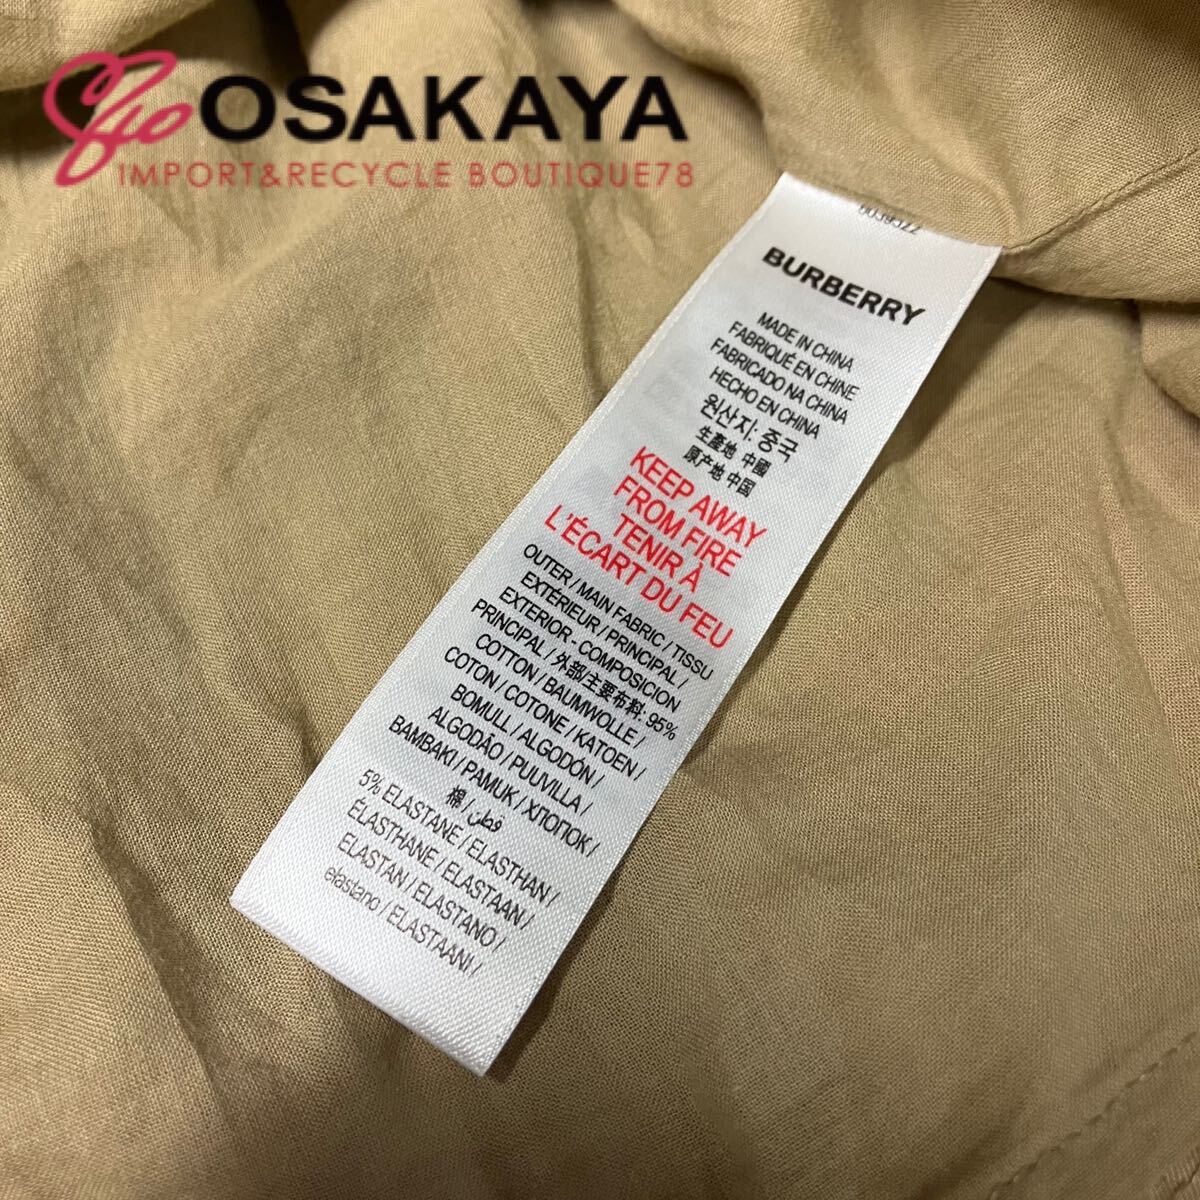 OSAKAYA
IMPORT&RECYCLE BOUTIQUE78
8039322
BURBERRY
MADE IN CHINA
FABRIQUÉ EN CHINE
FABRICADO NA CHINA
HECHO EN CHINA
원산지: 중국
生產地 中國
原产地 中国
KEEP AWAY
FROM FIRE
TENIR À
L'ÉCART DU FEU
OUTER / MAIN FABRIC / TISSU
EXTÉRIEUR / PRINCIPAL /
EXTERIOR - COMPOSICION
PRINCIPAL / 外部/主要布料: 95%
COTTON / BAUMWOLLE /
COTON / COTONE / KATOEN /
BOMULL / ALGODÓN /
ALGODÃO / PUUVILLA /
BAMBAKI / PAMUK / ХЛОПОК /
棉 / قطن
5% ELASTANE / ELASTHAN /
ÉLASTHANE / ELASTAAN /
ELASTAN / ELASTANO /
elastano / ELASTAANI /